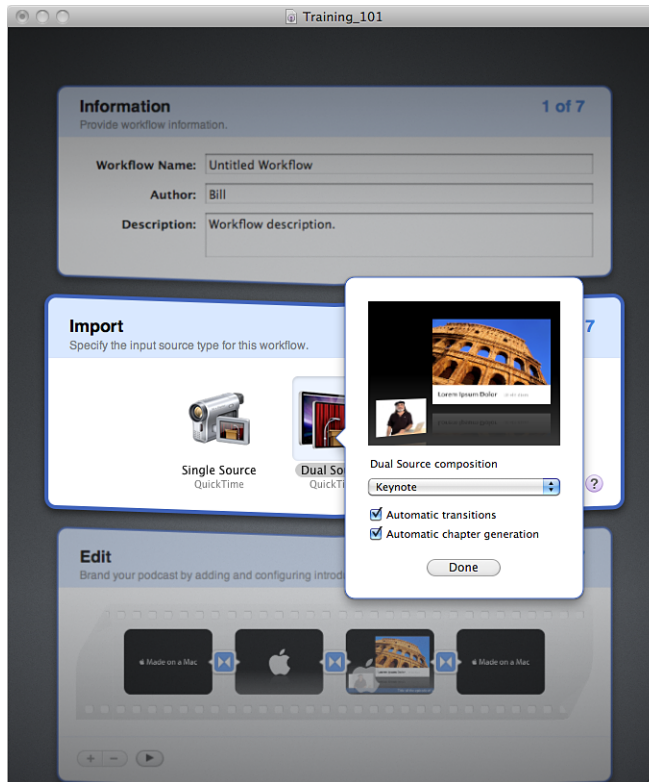 Training_101
Information
1 of 7
Provide workflow information.
Workflow Name:
Untitled Workflow
Author:
Bill
Description:
Workflow description.
Import
7
Specify the input source type for this workflow.
Single Source
QuickTime
Dual So
QuickTi
Lorem Ipsum Dolor
Dual Source composition
Keynote
Automatic transitions
Automatic chapter generation
Done
?
Edit
Brand your podcast by adding and configuring introd
Made on a Mac
Made on a Mac